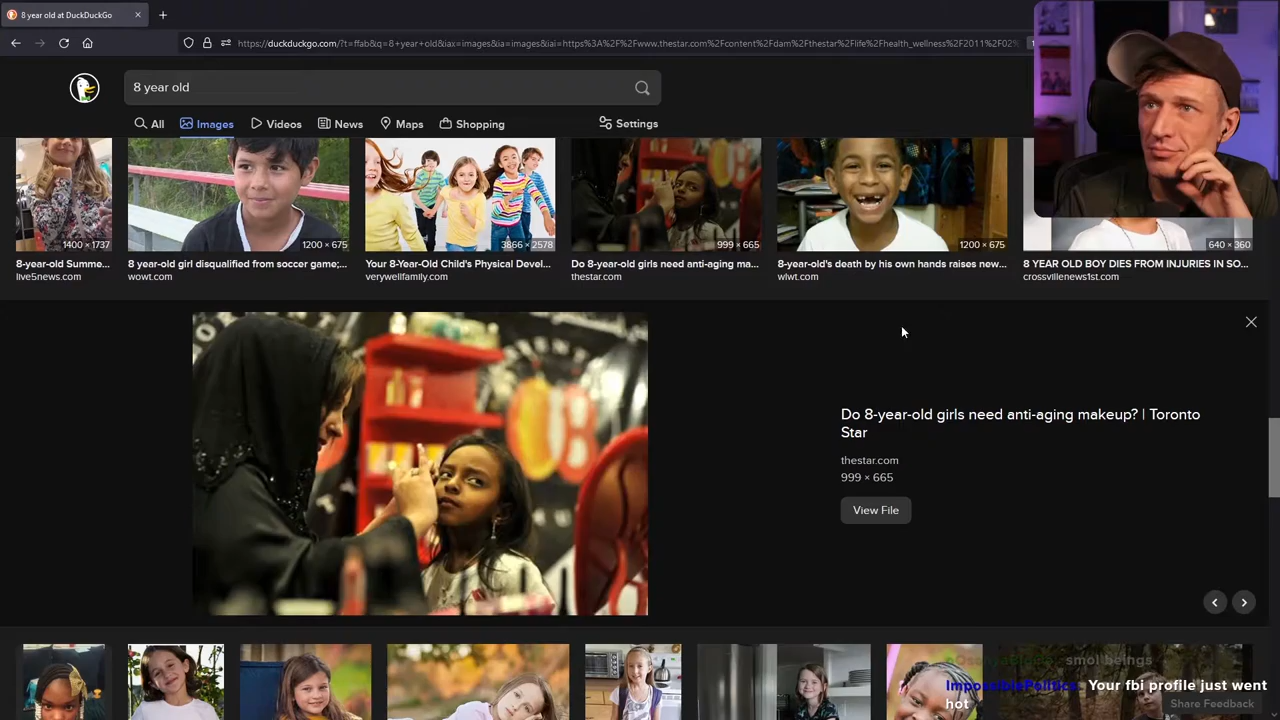 8 year old at DuckDuckGo
https://duckduckgo.com/?t=ffab&q=8+year+old&iax=images&ia=images&iai=https%3A%2F%2Fwww.thestar.com%2Fcontent%2Fdam%2Fthestar%2Flife%2Fhealth_wellness%2F2011%2F02%
8 year old
All
Images
Videos
News
Maps
Shopping
Settings
1400 × 1737
1200 × 675
3866 × 2578
999 × 665
1200 × 675
640 × 360
8-year-old Summe...
8 year old girl disqualified from soccer game;...
Your 8-Year-Old Child's Physical Devel...
Do 8-year-old girls need anti-aging ma...
8-year-old's death by his own hands raises new...
8 YEAR OLD BOY DIES FROM INJURIES IN SO...
live5news.com
wowt.com
verywellfamily.com
thestar.com
wlwt.com
crossvillenews1st.com
Do 8-year-old girls need anti-aging makeup? | Toronto
Star
thestar.com
999 × 665
View File
smol beings
ImpossiblePolitics Your fbi profile just went
hot
Share Feedback